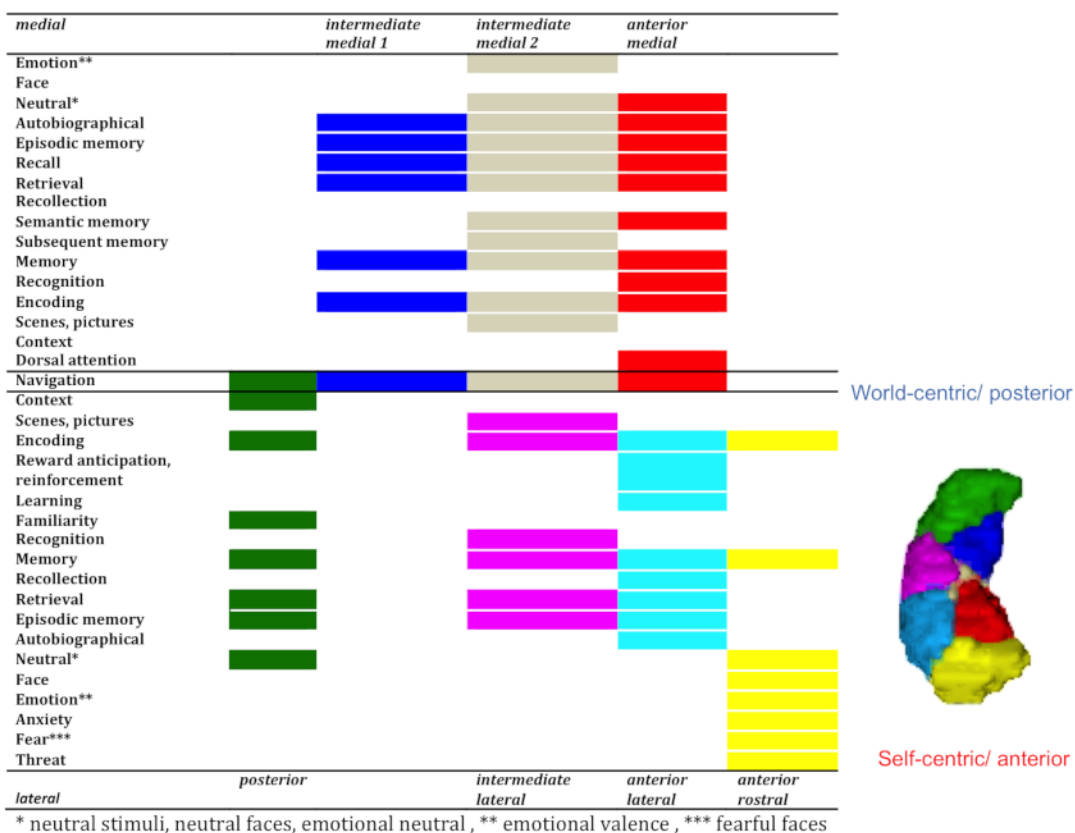 medial intermediate medial 1 intermediate medial 2 anterior medial
Emotion**
Face
Neutral*
Autobiographical
Episodic memory
Recall
Retrieval
Recollection
Semantic memory
Subsequent memory
Memory
Recognition
Encoding
Scenes, pictures
Context
Dorsal attention
Navigation
World-centric/ posterior
Context
Scenes, pictures
Encoding
Reward anticipation,
reinforcement
Learning
Familiarity
Recognition
Memory
Recollection
Retrieval
Episodic memory
Autobiographical
Neutral*
Face
Emotion**
Anxiety
Fear***
Threat
Self-centric/ anterior
lateral posterior intermediate lateral anterior lateral anterior rostral
* neutral stimuli, neutral faces, emotional neutral , ** emotional valence , *** fearful faces